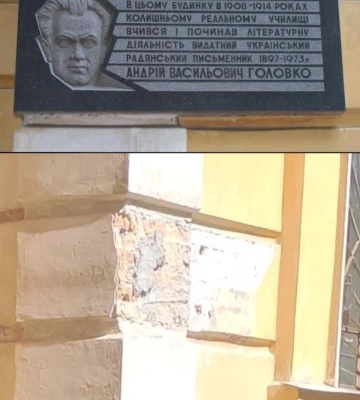 В ЦЬОМУ БУДИНКУ В 1908-1914 РОКАХ
КОЛИШНЬОМУ РЕАЛЬНОМУ УЧИЛИЩІ
ВЧИВСЯ І ПОЧИНАВ ЛІТЕРАТУРНУ
ДІЯЛЬНІСТЬ ВИДАТНИЙ УКРАЇНСЬКИЙ
РАДЯНСЬКИЙ ПИСЬМЕННИК 1897-1973р
АНДРІЙ ВАСИЛЬОВИЧ ГОЛОВКО